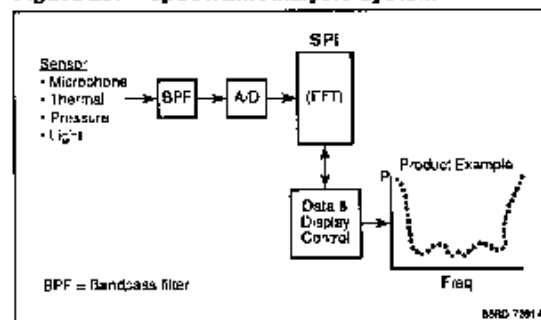 SPI
Sensor
• Microphone
• Thermal
• Pressure
• Light
BPF
A/D
(FFT)
Data &
Display
Control
Product Example
P
Freq
BPF = Bandpass filter